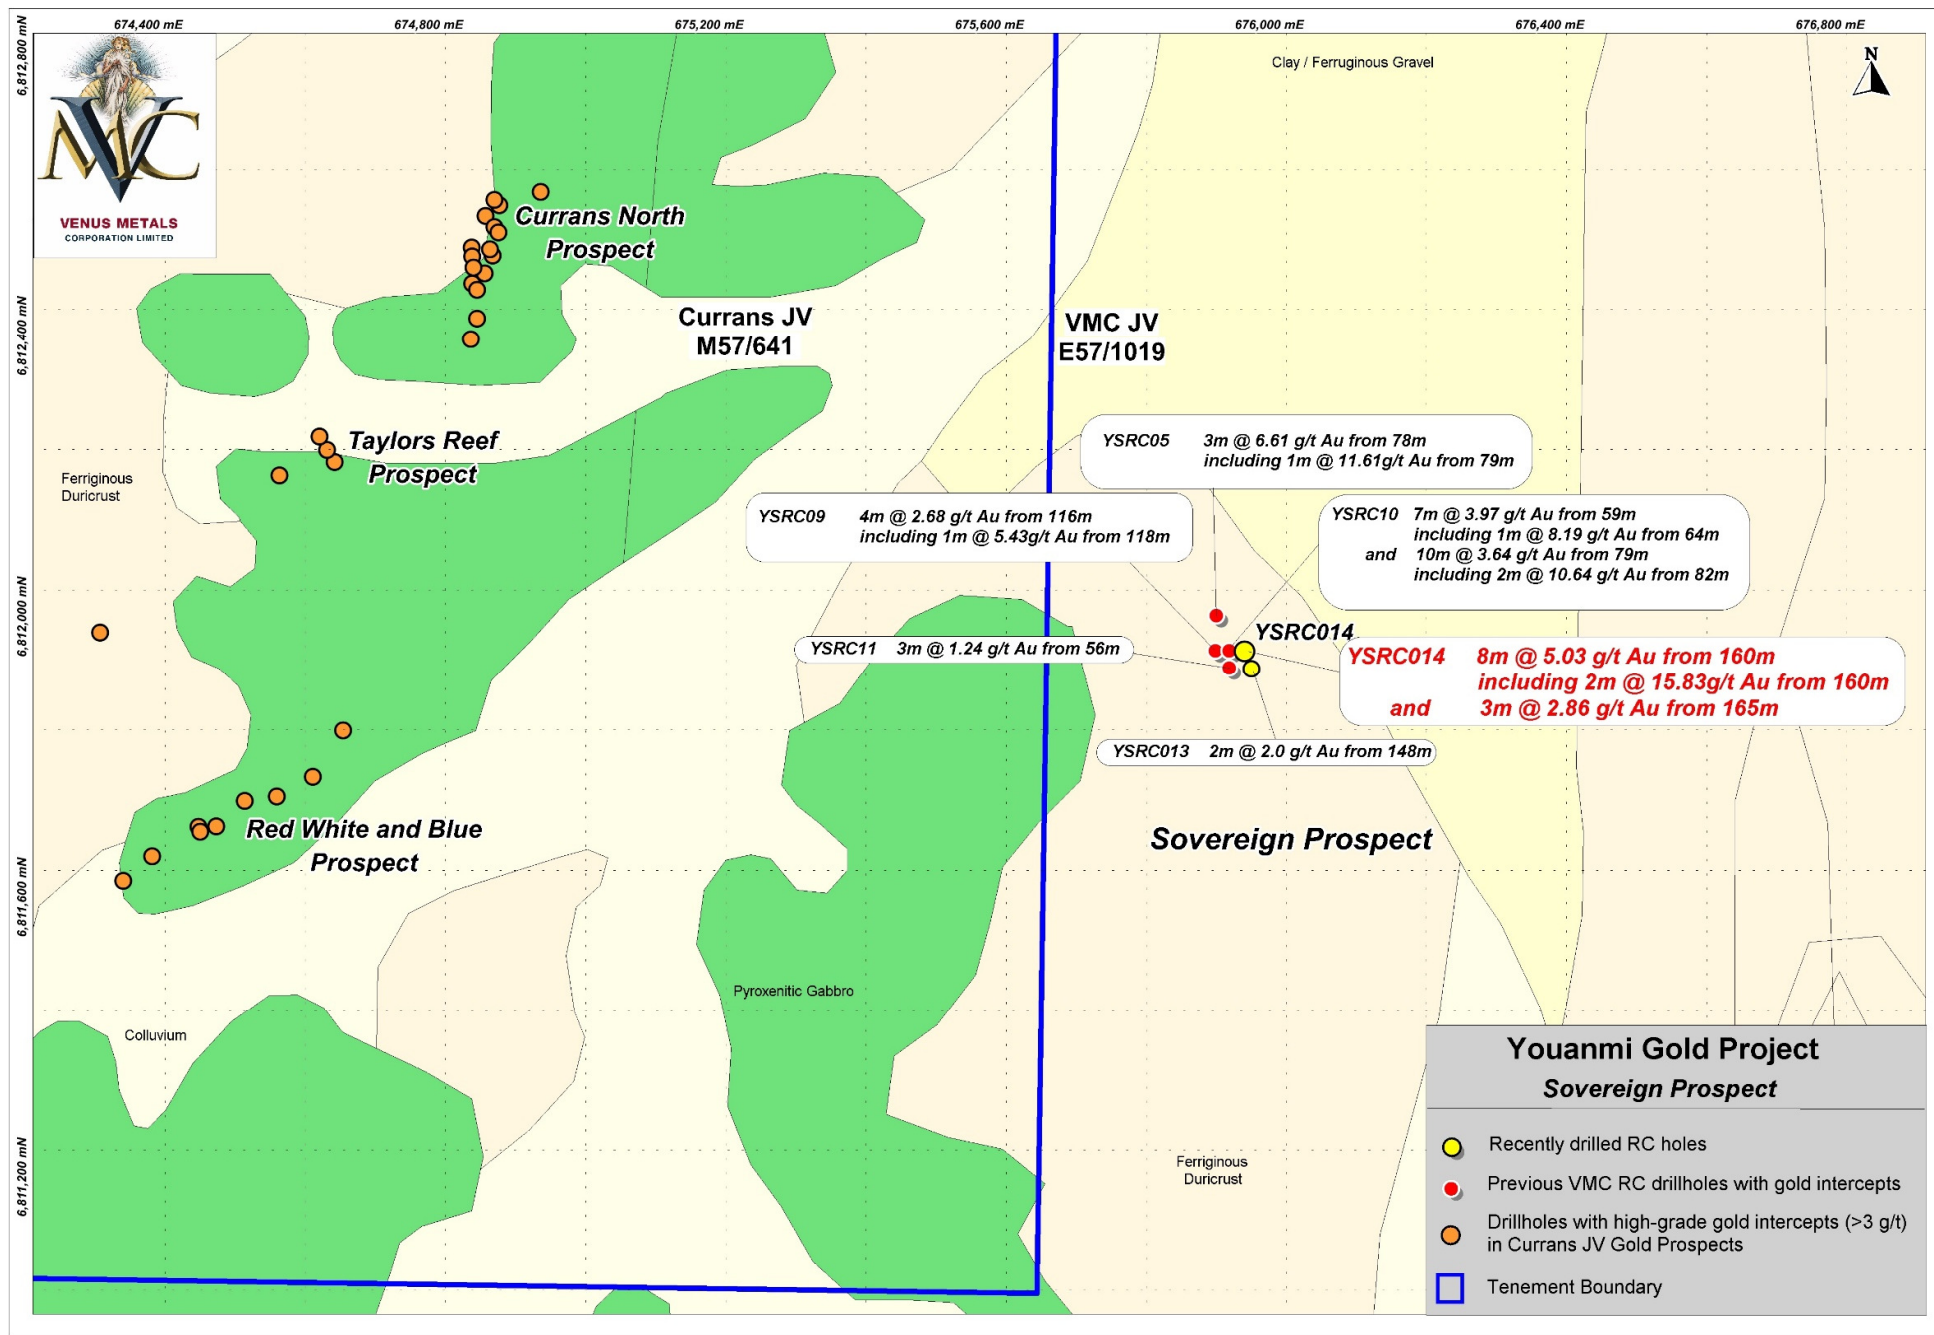 674,400 mE
674,800 mE
675,200 mE
675,600 mE
676,000 mE
676,400 mE
676,800 mE
6,812,800 mN
6,812,400 mN
6,812,000 mN
6,811,600 mN
6,811,200 mN
VMC
VENUS METALS
CORPORATION LIMITED
Clay / Ferruginous Gravel
N
Currans North
Prospect
Currans JV
M57/641
VMC JV
E57/1019
Taylors Reef
Prospect
Ferriginous
Duricrust
YSRC05 3m @ 6.61 g/t Au from 78m
including 1m @ 11.61g/t Au from 79m
YSRC09 4m @ 2.68 g/t Au from 116m
including 1m @ 5.43g/t Au from 118m
YSRC10 7m @ 3.97 g/t Au from 59m
including 1m @ 8.19 g/t Au from 64m
and 10m @ 3.64 g/t Au from 79m
including 2m @ 10.64 g/t Au from 82m
YSRC11 3m @ 1.24 g/t Au from 56m
YSRC014
YSRC014 8m @ 5.03 g/t Au from 160m
including 2m @ 15.83g/t Au from 160m
and 3m @ 2.86 g/t Au from 165m
YSRC013 2m @ 2.0 g/t Au from 148m
Red White and Blue
Prospect
Sovereign Prospect
Pyroxenitic Gabbro
Colluvium
Ferriginous
Duricrust
Youanmi Gold Project
Sovereign Prospect
Recently drilled RC holes
Previous VMC RC drillholes with gold intercepts
Drillholes with high-grade gold intercepts (>3 g/t)
in Currans JV Gold Prospects
Tenement Boundary